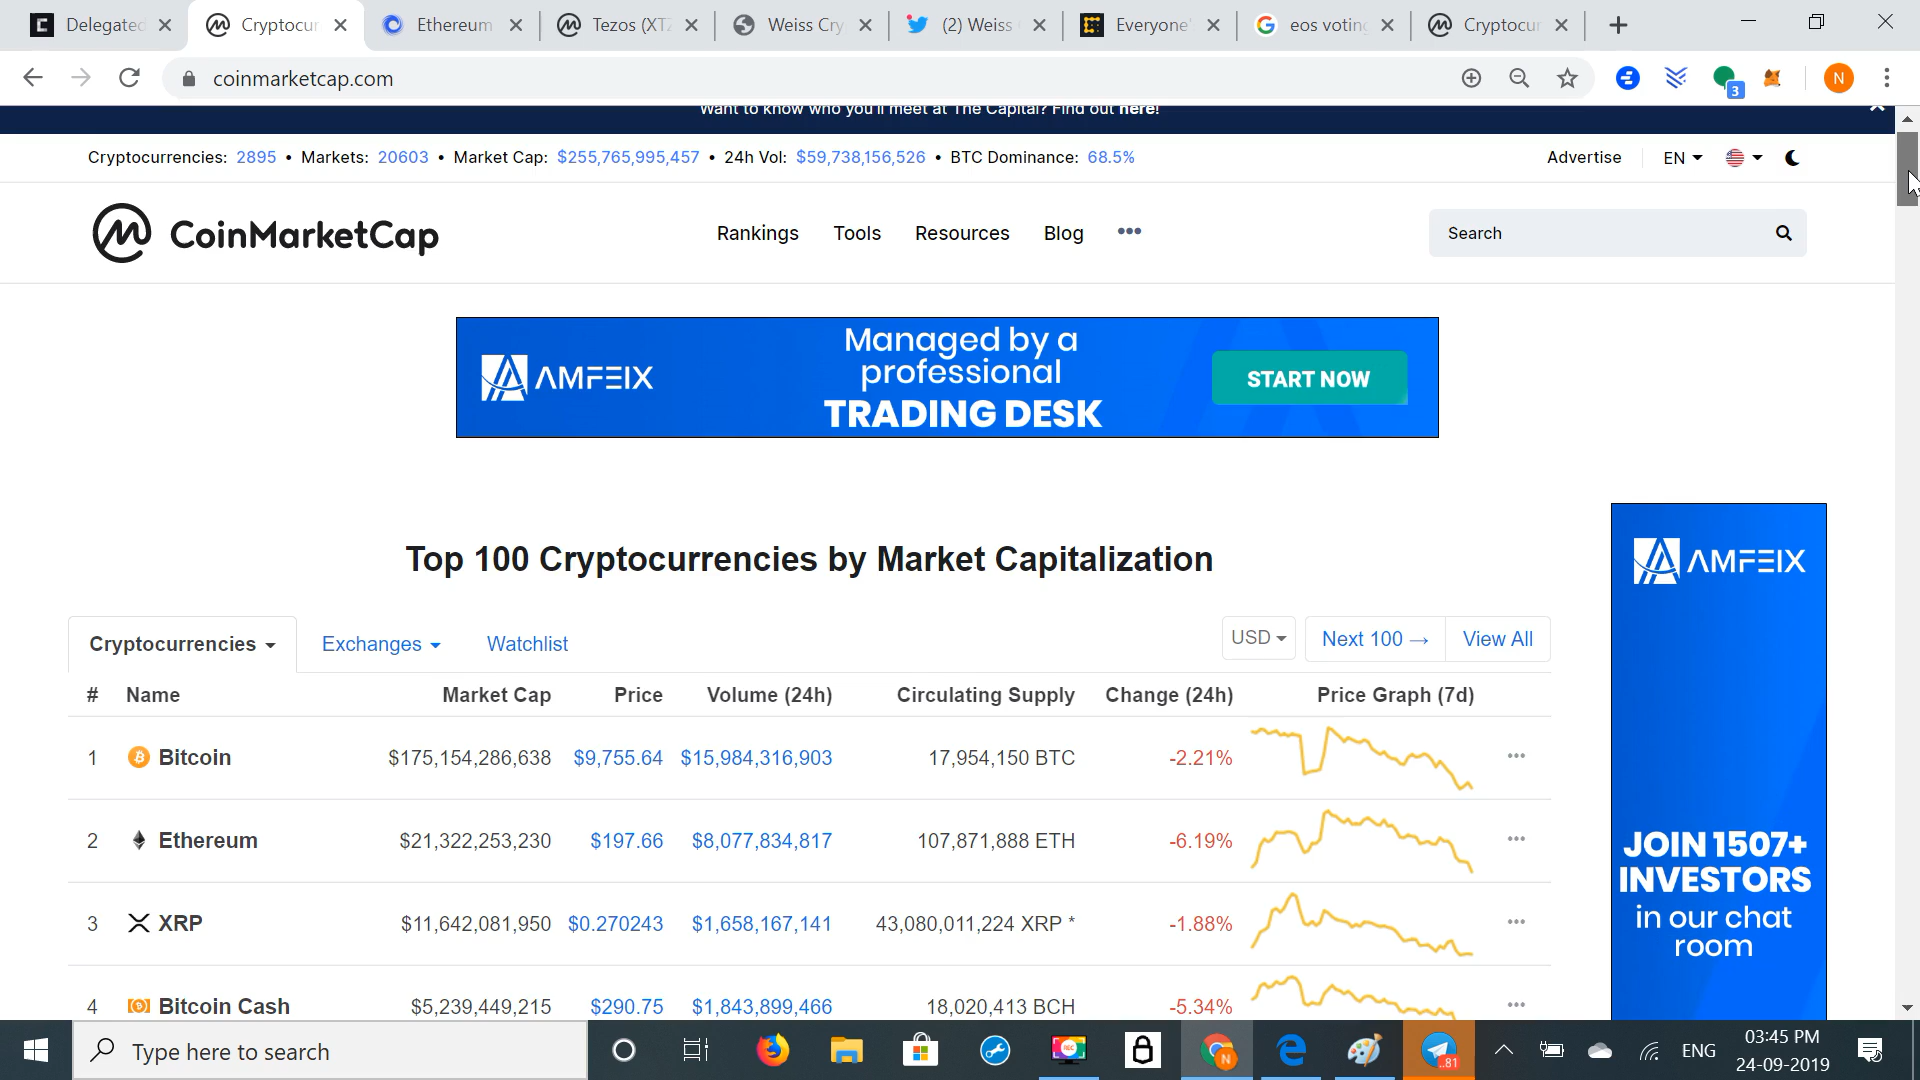 Delegated
Cryptocur
Ethereum
Tezos (XTZ
Weiss Cry
(2) Weiss
Everyone'
eos voting
Cryptocur
coinmarketcap.com
3
N
Want to know who you'll meet at The Capital? Find out here!
Cryptocurrencies: 2895 • Markets: 20603 • Market Cap: $255,765,995,457 • 24h Vol: $59,738,156,526 • BTC Dominance: 68.5%
Advertise EN
CoinMarketCap
Rankings Tools Resources Blog •••
Search
AMFEIX
Managed by a
professional
TRADING DESK
START NOW
Top 100 Cryptocurrencies by Market Capitalization
Cryptocurrencies Exchanges Watchlist
USD Next 100 → View All
# Name Market Cap Price Volume (24h) Circulating Supply Change (24h) Price Graph (7d)
1 Bitcoin $175,154,286,638 $9,755.64 $15,984,316,903 17,954,150 BTC -2.21%
2 Ethereum $21,322,253,230 $197.66 $8,077,834,817 107,871,888 ETH -6.19%
3 XRP $11,642,081,950 $0.270243 $1,658,167,141 43,080,011,224 XRP * -1.88%
4 Bitcoin Cash $5,239,449,215 $290.75 $1,843,899,466 18,020,413 BCH -5.34%
AMFEIX
JOIN 1507+
INVESTORS
in our chat
room
Type here to search
REC
N
..81
ENG
03:45 PM
24-09-2019